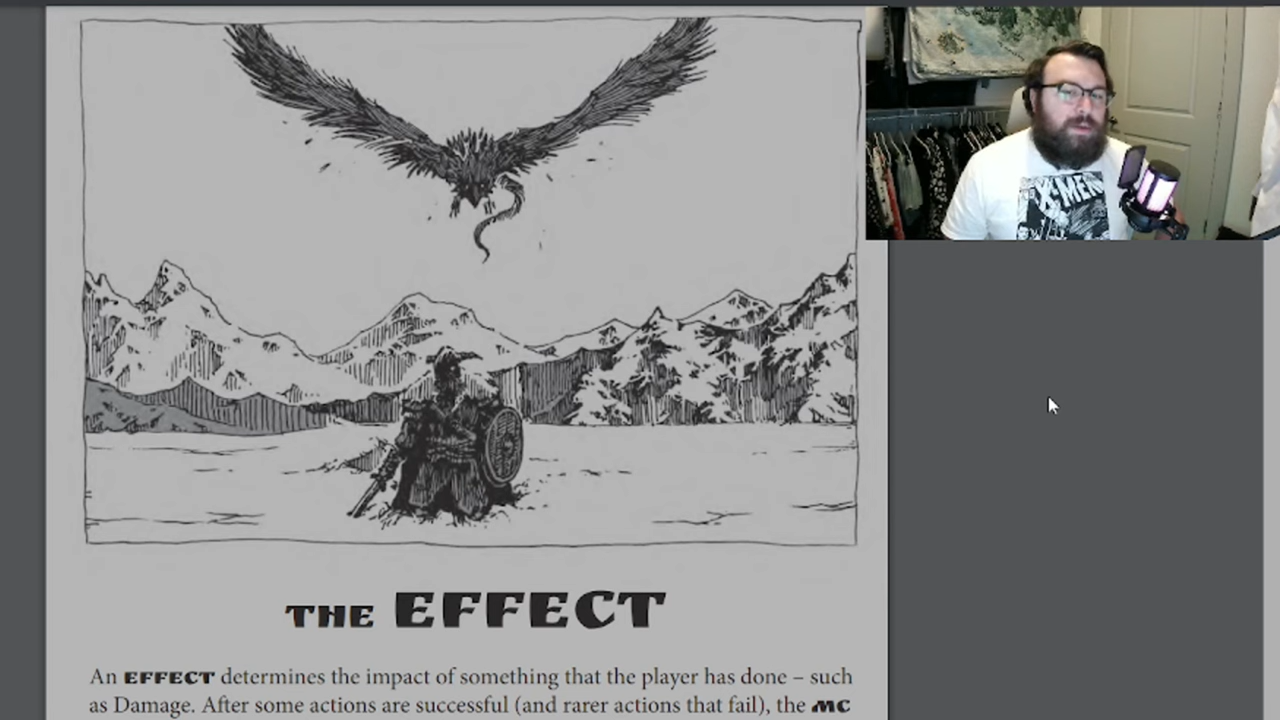 X-MEN
THE EFFECT
An EFFECT determines the impact of something that the player has done – such
as Damage. After some actions are successful (and rarer actions that fail), the MC